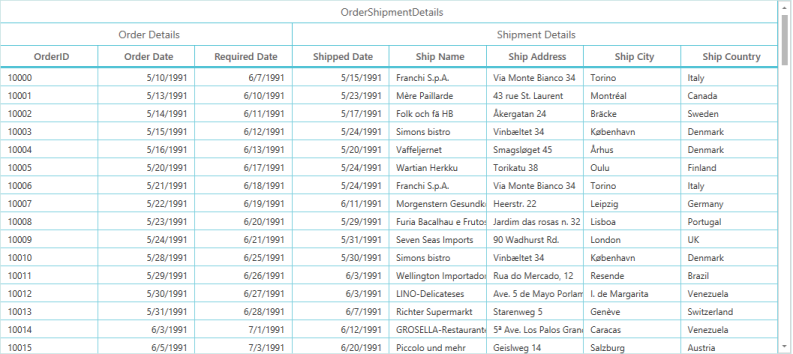 OrderShipmentDetails
Order Details Shipment Details
OrderID Order Date Required Date Shipped Date Ship Name Ship Address Ship City Ship Country
10000 5/10/1991 6/7/1991 5/15/1991 Franchi S.p.A. Via Monte Bianco 34 Torino Italy
10001 5/13/1991 6/10/1991 5/23/1991 Mère Paillarde 43 rue St. Laurent Montréal Canada
10002 5/14/1991 6/11/1991 5/17/1991 Folk och fä HB Åkergatan 24 Bräcke Sweden
10003 5/15/1991 6/12/1991 5/24/1991 Simons bistro Vinbæltet 34 København Denmark
10004 5/16/1991 6/13/1991 5/20/1991 Vaffeljernet Smagsløget 45 Århus Denmark
10005 5/20/1991 6/17/1991 5/24/1991 Wartian Herkku Torikatu 38 Oulu Finland
10006 5/21/1991 6/18/1991 5/24/1991 Franchi S.p.A. Via Monte Bianco 34 Torino Italy
10007 5/22/1991 6/19/1991 6/11/1991 Morgenstern Gesundk Heerstr. 22 Leipzig Germany
10008 5/23/1991 6/20/1991 5/29/1991 Furia Bacalhau e Frutos Jardim das rosas n. 32 Lisboa Portugal
10009 5/24/1991 6/21/1991 5/31/1991 Seven Seas Imports 90 Wadhurst Rd. London UK
10010 5/28/1991 6/25/1991 5/30/1991 Simons bistro Vinbæltet 34 København Denmark
10011 5/29/1991 6/26/1991 6/3/1991 Wellington Importador Rua do Mercado, 12 Resende Brazil
10012 5/30/1991 6/27/1991 6/3/1991 LINO-Delicateses Ave. 5 de Mayo Porlam I. de Margarita Venezuela
10013 5/31/1991 6/28/1991 6/7/1991 Richter Supermarkt Starenweg 5 Genève Switzerland
10014 6/3/1991 7/1/1991 6/12/1991 GROSELLA-Restaurante 5ª Ave. Los Palos Gran Caracas Venezuela
10015 6/5/1991 7/3/1991 6/20/1991 Piccolo und mehr Geislweg 14 Salzburg Austria